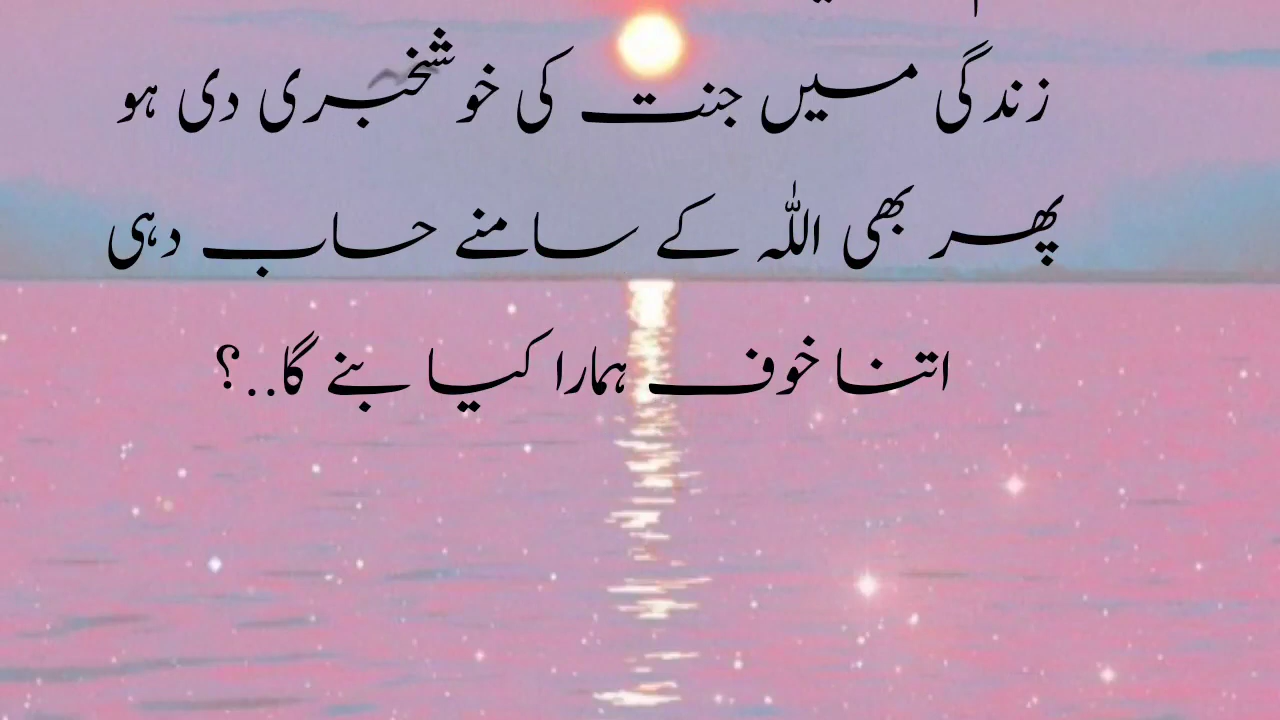 زندگی میں جنت کی خوشخبری دی ہو
پھر بھی اللہ کے سامنے حاب دہی
اتنا خوف ہمارا کیا بنے گا..؟